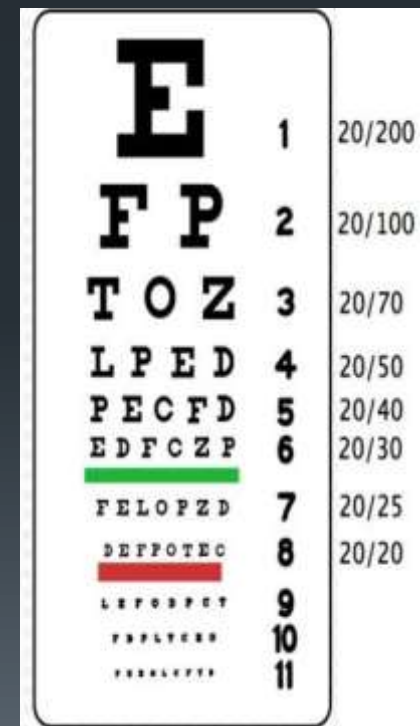 E 1 20/200
F P 2 20/100
T O Z 3 20/70
L P E D 4 20/50
P E C F D 5 20/40
E D F C Z P 6 20/30
F E L O P Z D 7 20/25
D E F P O T E C 8 20/20
9
10
11